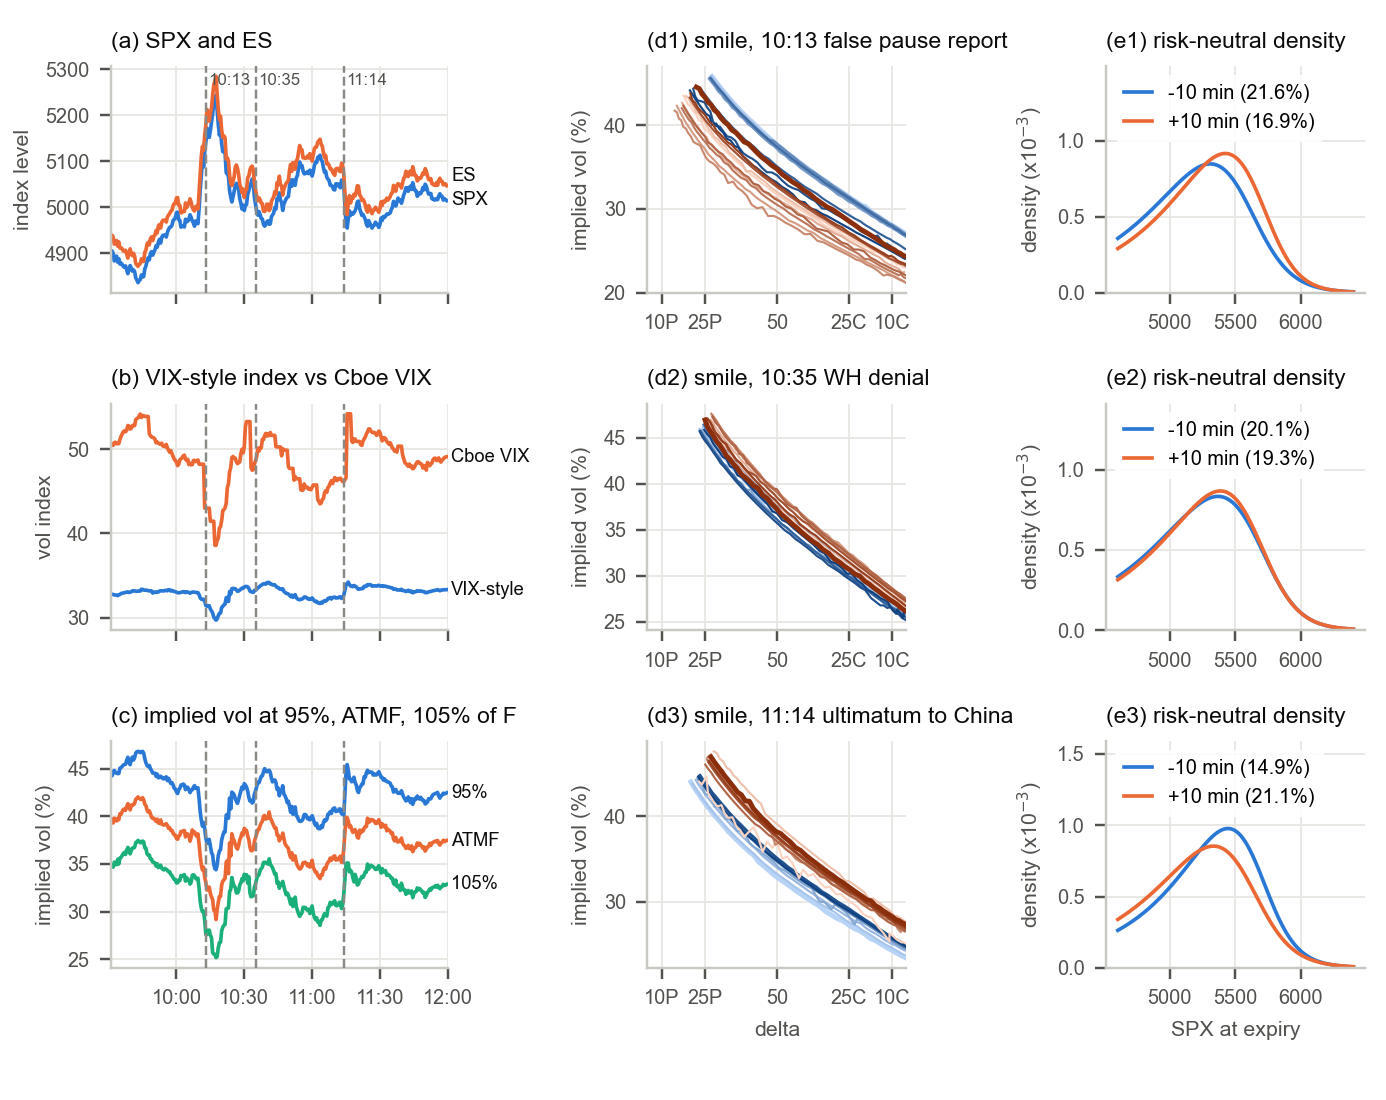 (a) SPX and ES
index level
5300
5200
5100
5000
4900
10:13
10:35
11:14
ES
SPX
(d1) smile, 10:13 false pause report
implied vol (%)
40
30
20
10P 25P 50 25C 10C
(e1) risk-neutral density
density (x10⁻³)
1.0
0.5
0.0
-10 min (21.6%)
+10 min (16.9%)
5000 5500 6000
(b) VIX-style index vs Cboe VIX
vol index
50
40
30
Cboe VIX
VIX-style
(d2) smile, 10:35 WH denial
implied vol (%)
45
40
35
30
25
10P 25P 50 25C 10C
(e2) risk-neutral density
density (x10⁻³)
1.0
0.5
0.0
-10 min (20.1%)
+10 min (19.3%)
5000 5500 6000
(c) implied vol at 95%, ATMF, 105% of F
implied vol (%)
45
40
35
30
25
95%
ATMF
105%
10:00 10:30 11:00 11:30 12:00
(d3) smile, 11:14 ultimatum to China
implied vol (%)
40
30
10P 25P 50 25C 10C
delta
(e3) risk-neutral density
density (x10⁻³)
1.5
1.0
0.5
0.0
-10 min (14.9%)
+10 min (21.1%)
5000 5500 6000
SPX at expiry